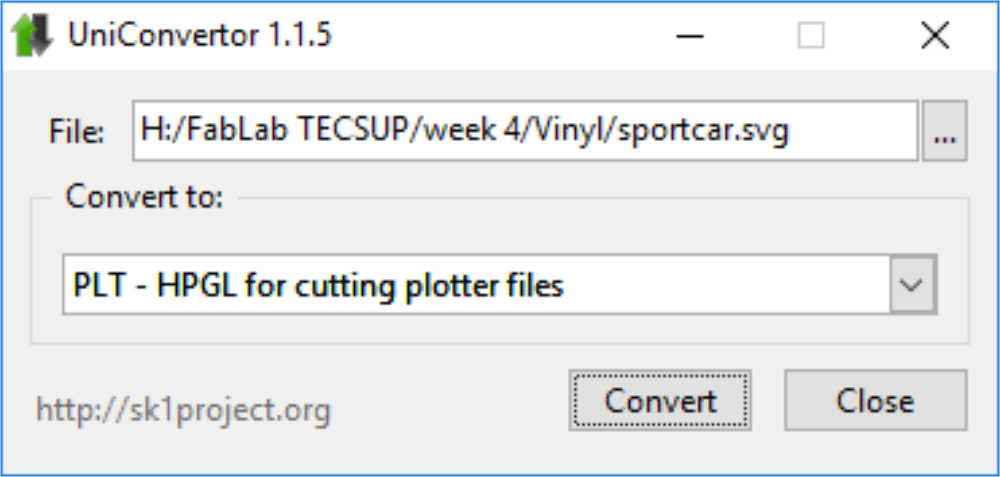 UniConvertor 1.1.5
File: H:/FabLab TECSUP/week 4/Vinyl/sportcar.svg ...
Convert to:
PLT - HPGL for cutting plotter files
http://sk1project.org Convert Close